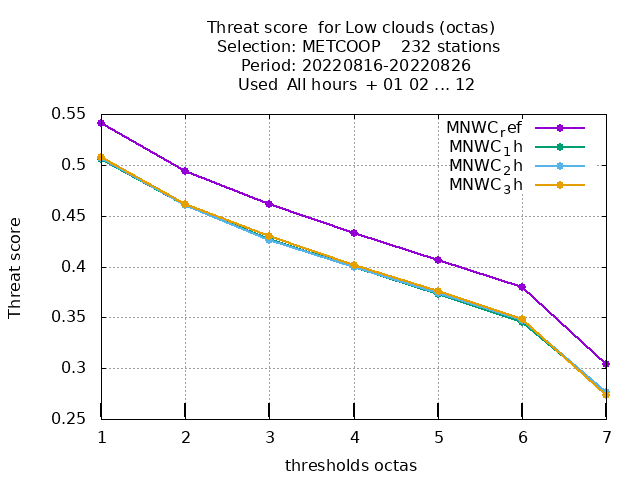 Threat score  for Low clouds (octas)
Selection: METCOOP    232 stations
Period: 20220816-20220826
Used  All hours  + 01 02 ... 12
0.55
0.5
0.45
0.4
0.35
0.3
0.25
Threat score
MNWC_ref
MNWC_1h
MNWC_2h
MNWC_3h
1 2 3 4 5 6 7
thresholds octas